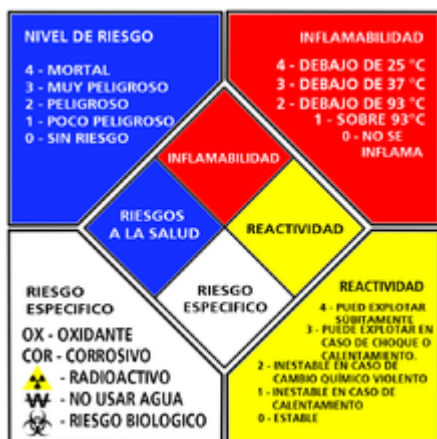 NIVEL DE RIESGO
4 - MORTAL
3 - MUY PELIGROSO
2 - PELIGROSO
1 - POCO PELIGROSO
0 - SIN RIESGO
INFLAMABILIDAD
4 - DEBAJO DE 25 °C
3 - DEBAJO DE 37 °C
2 - DEBAJO DE 93 °C
1 - SOBRE 93°C
0 - NO SE
INFLAMA
INFLAMABILIDAD
RIESGOS
A LA SALUD
REACTIVIDAD
RIESGO
ESPECIFICO
RIESGO
ESPECIFICO
OX - OXIDANTE
COR - CORROSIVO
- RADIOACTIVO
W - NO USAR AGUA
- RIESGO BIOLOGICO
REACTIVIDAD
4 - PUED EXPLOTAR
SÚBITAMENTE
3 - PUEDE EXPLOTAR EN
CASO DE CHOQUE O
CALENTAMIENTO.
2 - INESTABLE EN CASO DE
CAMBIO QUÍMICO VIOLENTO
1 - INESTABLE EN CASO DE
CALENTAMIENTO
0 - ESTABLE